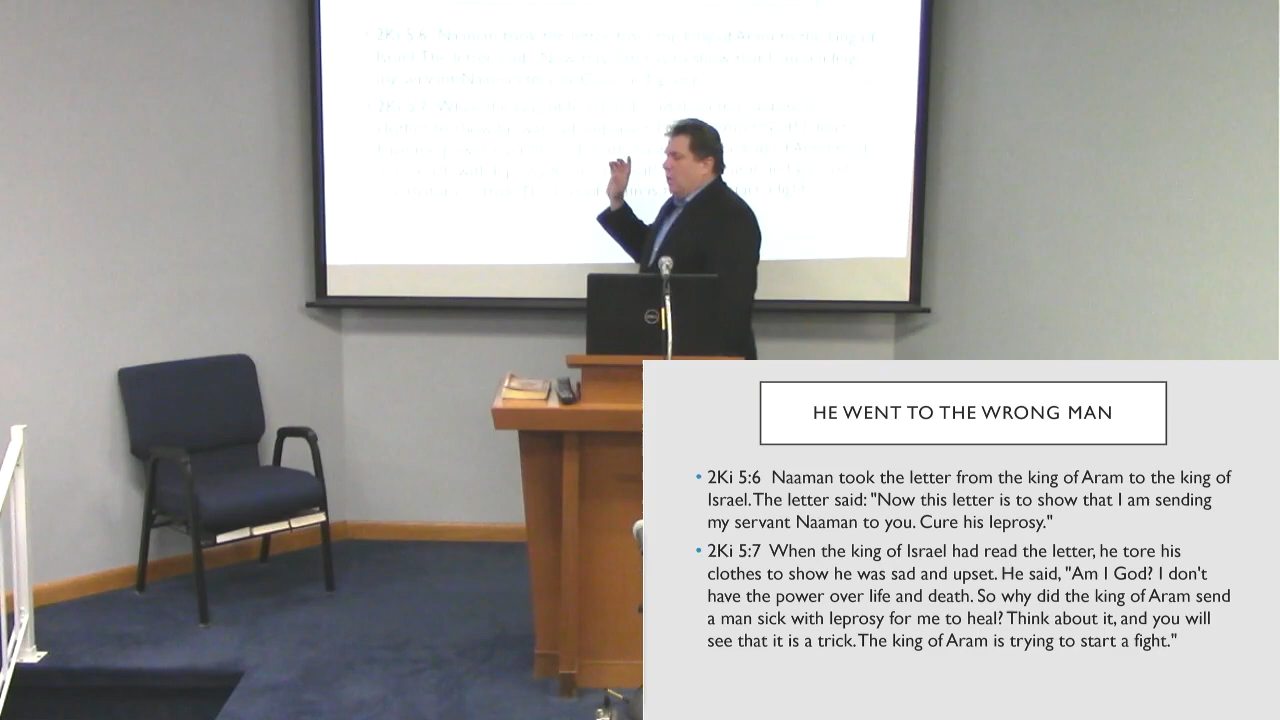 HE WENT TO THE WRONG MAN
• 2Ki 5:6 Naaman took the letter from the king of Aram to the king of
Israel. The letter said: "Now this letter is to show that I am sending
my servant Naaman to you. Cure his leprosy."
• 2Ki 5:7 When the king of Israel had read the letter, he tore his
clothes to show he was sad and upset. He said, "Am I God? I don't
have the power over life and death. So why did the king of Aram send
a man sick with leprosy for me to heal? Think about it, and you will
see that it is a trick. The king of Aram is trying to start a fight."
DELL